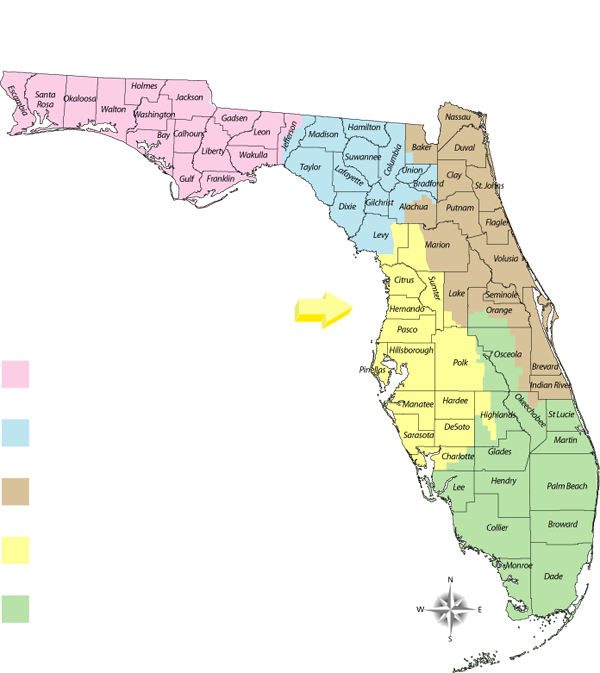 Escambia
Santa
Rosa
Okaloosa
Walton
Holmes
Washington
Jackson
Bay
Calhoun
Gulf
Liberty
Franklin
Gadsen
Leon
Wakulla
Jefferson
Madison
Taylor
Hamilton
Suwannee
Lafayette
Dixie
Columbia
Gilchrist
Levy
Baker
Onion
Bradford
Alachua
Nassau
Duval
Clay
St. Johns
Putnam
Flagler
Marion
Volusia
Citrus
Sumter
Lake
Seminole
Orange
Hernando
Pasco
Hillsborough
Pinellas
Polk
Osceola
Brevard
Indian River
Manatee
Hardee
Highlands
Okeechobee
St Lucie
Sarasota
DeSoto
Martin
Charlotte
Glades
Lee
Hendry
Palm Beach
Collier
Broward
Monroe
Dade
N
W
E
S